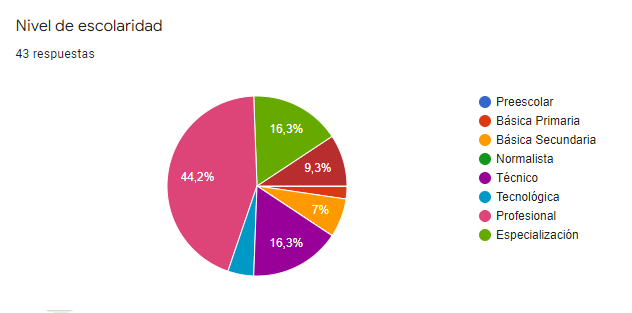 Nivel de escolaridad
43 respuestas
16,3%
9,3%
44,2%
7%
16,3%
Preescolar
Básica Primaria
Básica Secundaria
Normalista
Técnico
Tecnológica
Profesional
Especialización